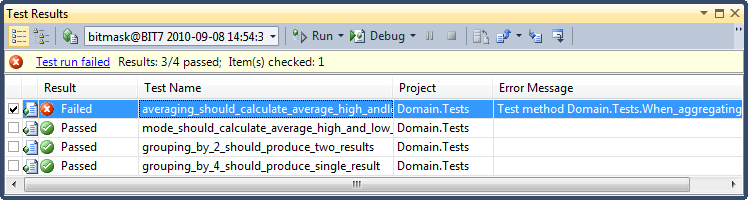 Test Results
bitmask@BIT7 2010-09-08 14:54:3 Run Debug
Test run failed Results: 3/4 passed; Item(s) checked: 1
Result Test Name Project Error Message
Failed averaging_should_calculate_average_high_andle Domain.Tests Test method Domain.Tests.When_aggregating
Passed mode_should_calculate_average_high_and_low_ Domain.Tests
Passed grouping_by_2_should_produce_two_results Domain.Tests
Passed grouping_by_4_should_produce_single_result Domain.Tests